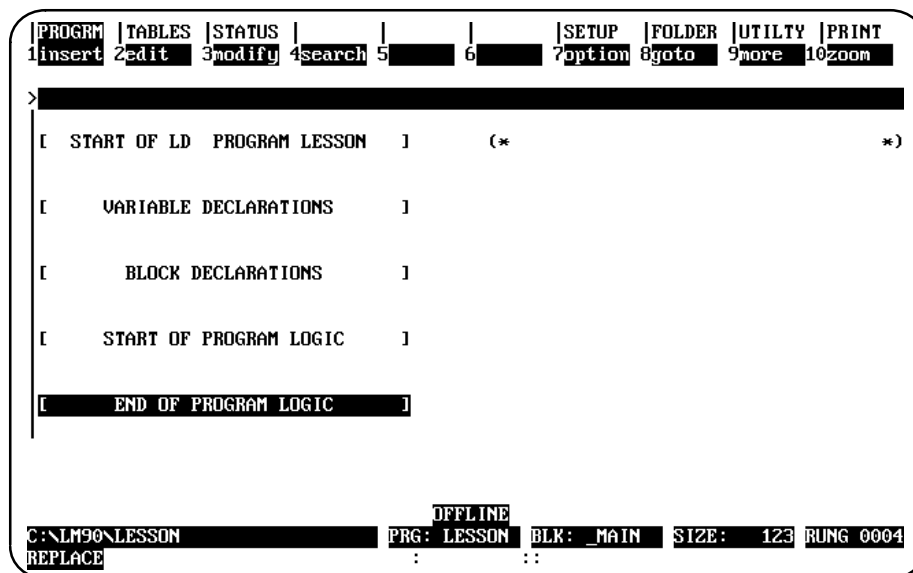 |PROGRM |TABLES |STATUS | | | |SETUP |FOLDER |UTILTY |PRINT
1insert 2edit 3modify 4search 5 6 7option 8goto 9more 10zoom
>
[ START OF LD PROGRAM LESSON ] (* *)
[ VARIABLE DECLARATIONS ]
[ BLOCK DECLARATIONS ]
[ START OF PROGRAM LOGIC ]
[ END OF PROGRAM LOGIC ]
OFFLINE
C:\LM90\LESSON PRG: LESSON BLK: _MAIN SIZE: 123 RUNG 0004
REPLACE : ::